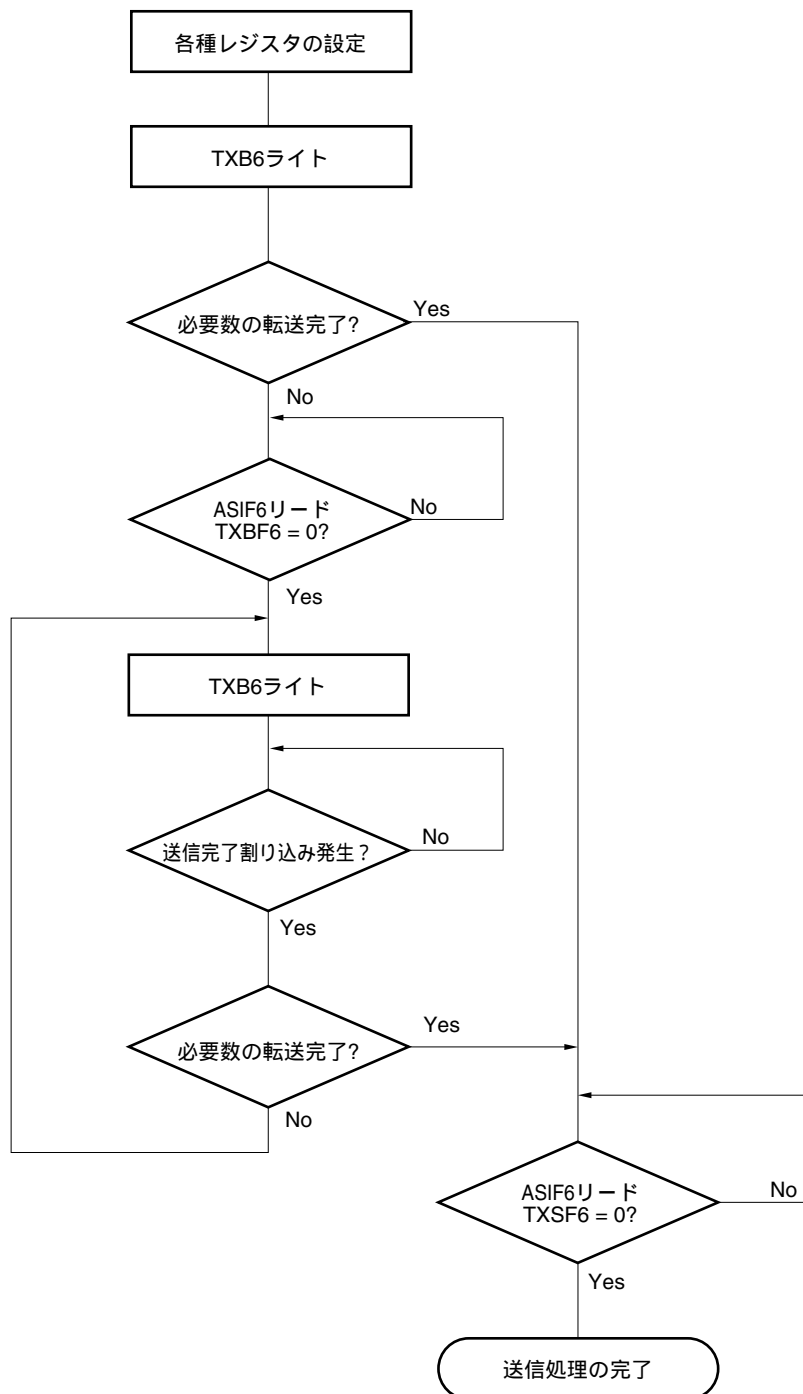 各種レジスタの設定
TXB6ライト
必要数の転送完了?
Yes
No
ASIF6リード
TXBF6 = 0?
No
Yes
TXB6ライト
送信完了割り込み発生？
No
Yes
必要数の転送完了?
Yes
No
ASIF6リード
TXSF6 = 0?
No
Yes
送信処理の完了